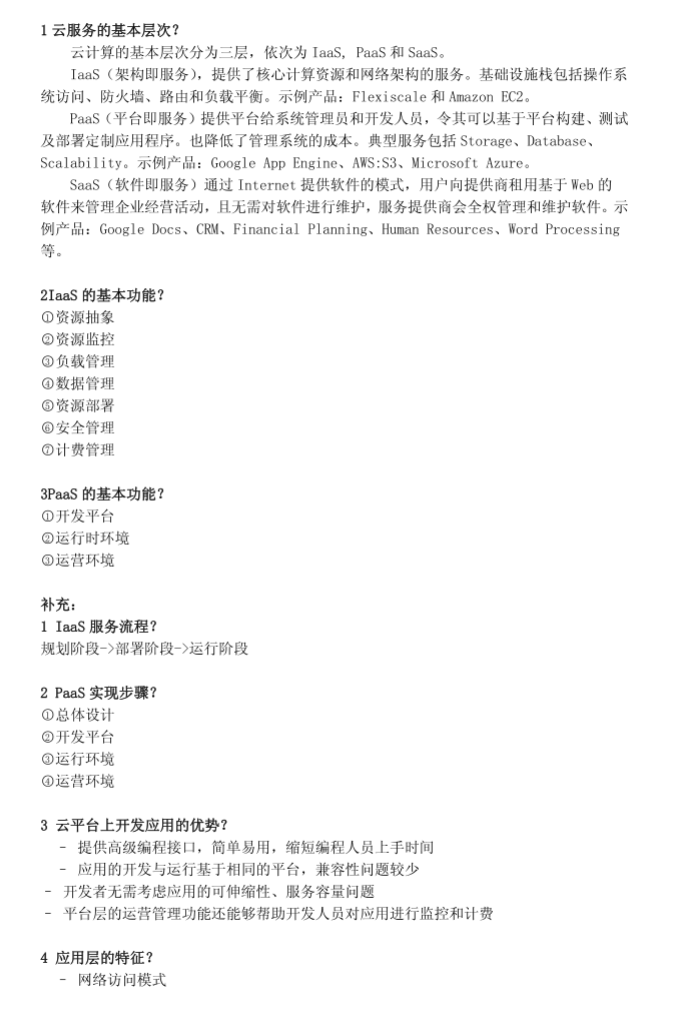 1 云服务的基本层次？
云计算的基本层次分为三层，依次为 IaaS, PaaS 和 SaaS。
IaaS（架构即服务），提供了核心计算资源和网络架构的服务。基础设施栈包括操作系
统访问、防火墙、路由和负载平衡。示例产品：Flexiscale 和 Amazon EC2。
PaaS（平台即服务）提供平台给系统管理员和开发人员，令其可以基于平台构建、测试
及部署定制应用程序。也降低了管理系统的成本。典型服务包括 Storage、Database、
Scalability。示例产品：Google App Engine、AWS:S3、Microsoft Azure。
SaaS（软件即服务）通过 Internet 提供软件的模式，用户向提供商租用基于 Web 的
软件来管理企业经营活动，且无需对软件进行维护，服务提供商会全权管理和维护软件。示
例产品：Google Docs、CRM、Financial Planning、Human Resources、Word Processing
等。
2IaaS 的基本功能？
①资源抽象
②资源监控
③负载管理
④数据管理
⑤资源部署
⑥安全管理
⑦计费管理
3PaaS 的基本功能？
①开发平台
②运行时环境
③运营环境
补充：
1 IaaS 服务流程？
规划阶段->部署阶段->运行阶段
2 PaaS 实现步骤？
①总体设计
②开发平台
③运行环境
④运营环境
3 云平台上开发应用的优势？
– 提供高级编程接口，简单易用，缩短编程人员上手时间
– 应用的开发与运行基于相同的平台，兼容性问题较少
– 开发者无需考虑应用的可伸缩性、服务容量问题
– 平台层的运营管理功能还能够帮助开发人员对应用进行监控和计费
4 应用层的特征？
– 网络访问模式